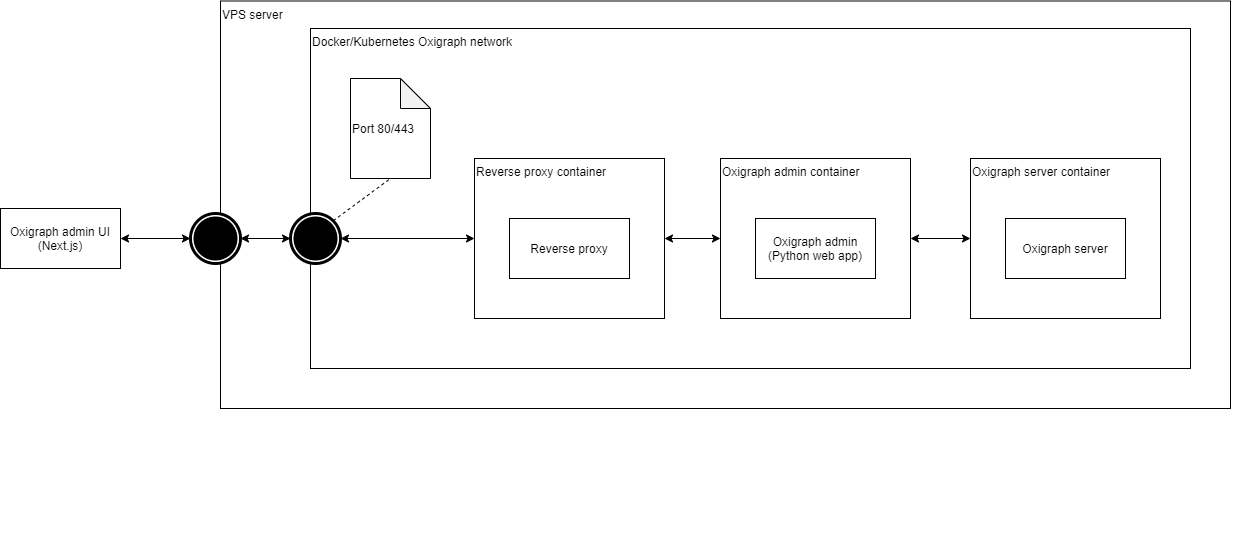 VPS server
Docker/Kubernetes Oxigraph network
Port 80/443
Reverse proxy container
Oxigraph admin container
Oxigraph server container
Oxigraph admin UI
(Next.js)
Reverse proxy
Oxigraph admin
(Python web app)
Oxigraph server